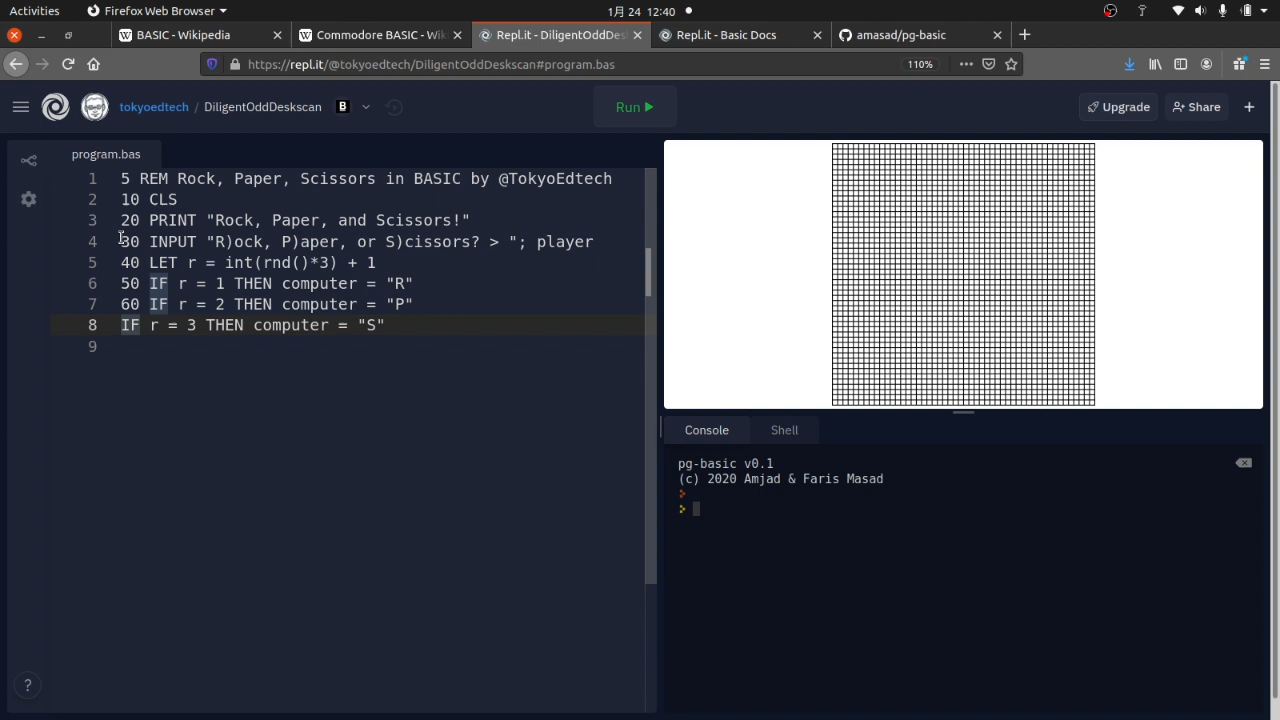 Activities
Firefox Web Browser
1月 24 12:40
BASIC - Wikipedia
Commodore BASIC - Wik
Repl.it - DiligentOddDes
Repl.it - Basic Docs
amasad/pg-basic
https://repl.it/@tokyoedtech/DiligentOddDeskscan#program.bas
110%
tokyoedtech / DiligentOddDeskscan
B
Run
Upgrade
Share
program.bas
1 5 REM Rock, Paper, Scissors in BASIC by @TokyoEdtech
2 10 CLS
3 20 PRINT "Rock, Paper, and Scissors!"
4 30 INPUT "R)ock, P)aper, or S)cissors? > "; player
5 40 LET r = int(rnd()*3) + 1
6 50 IF r = 1 THEN computer = "R"
7 60 IF r = 2 THEN computer = "P"
8 IF r = 3 THEN computer = "S"
9
Console
Shell
pg-basic v0.1
(c) 2020 Amjad & Faris Masad
>
>
?